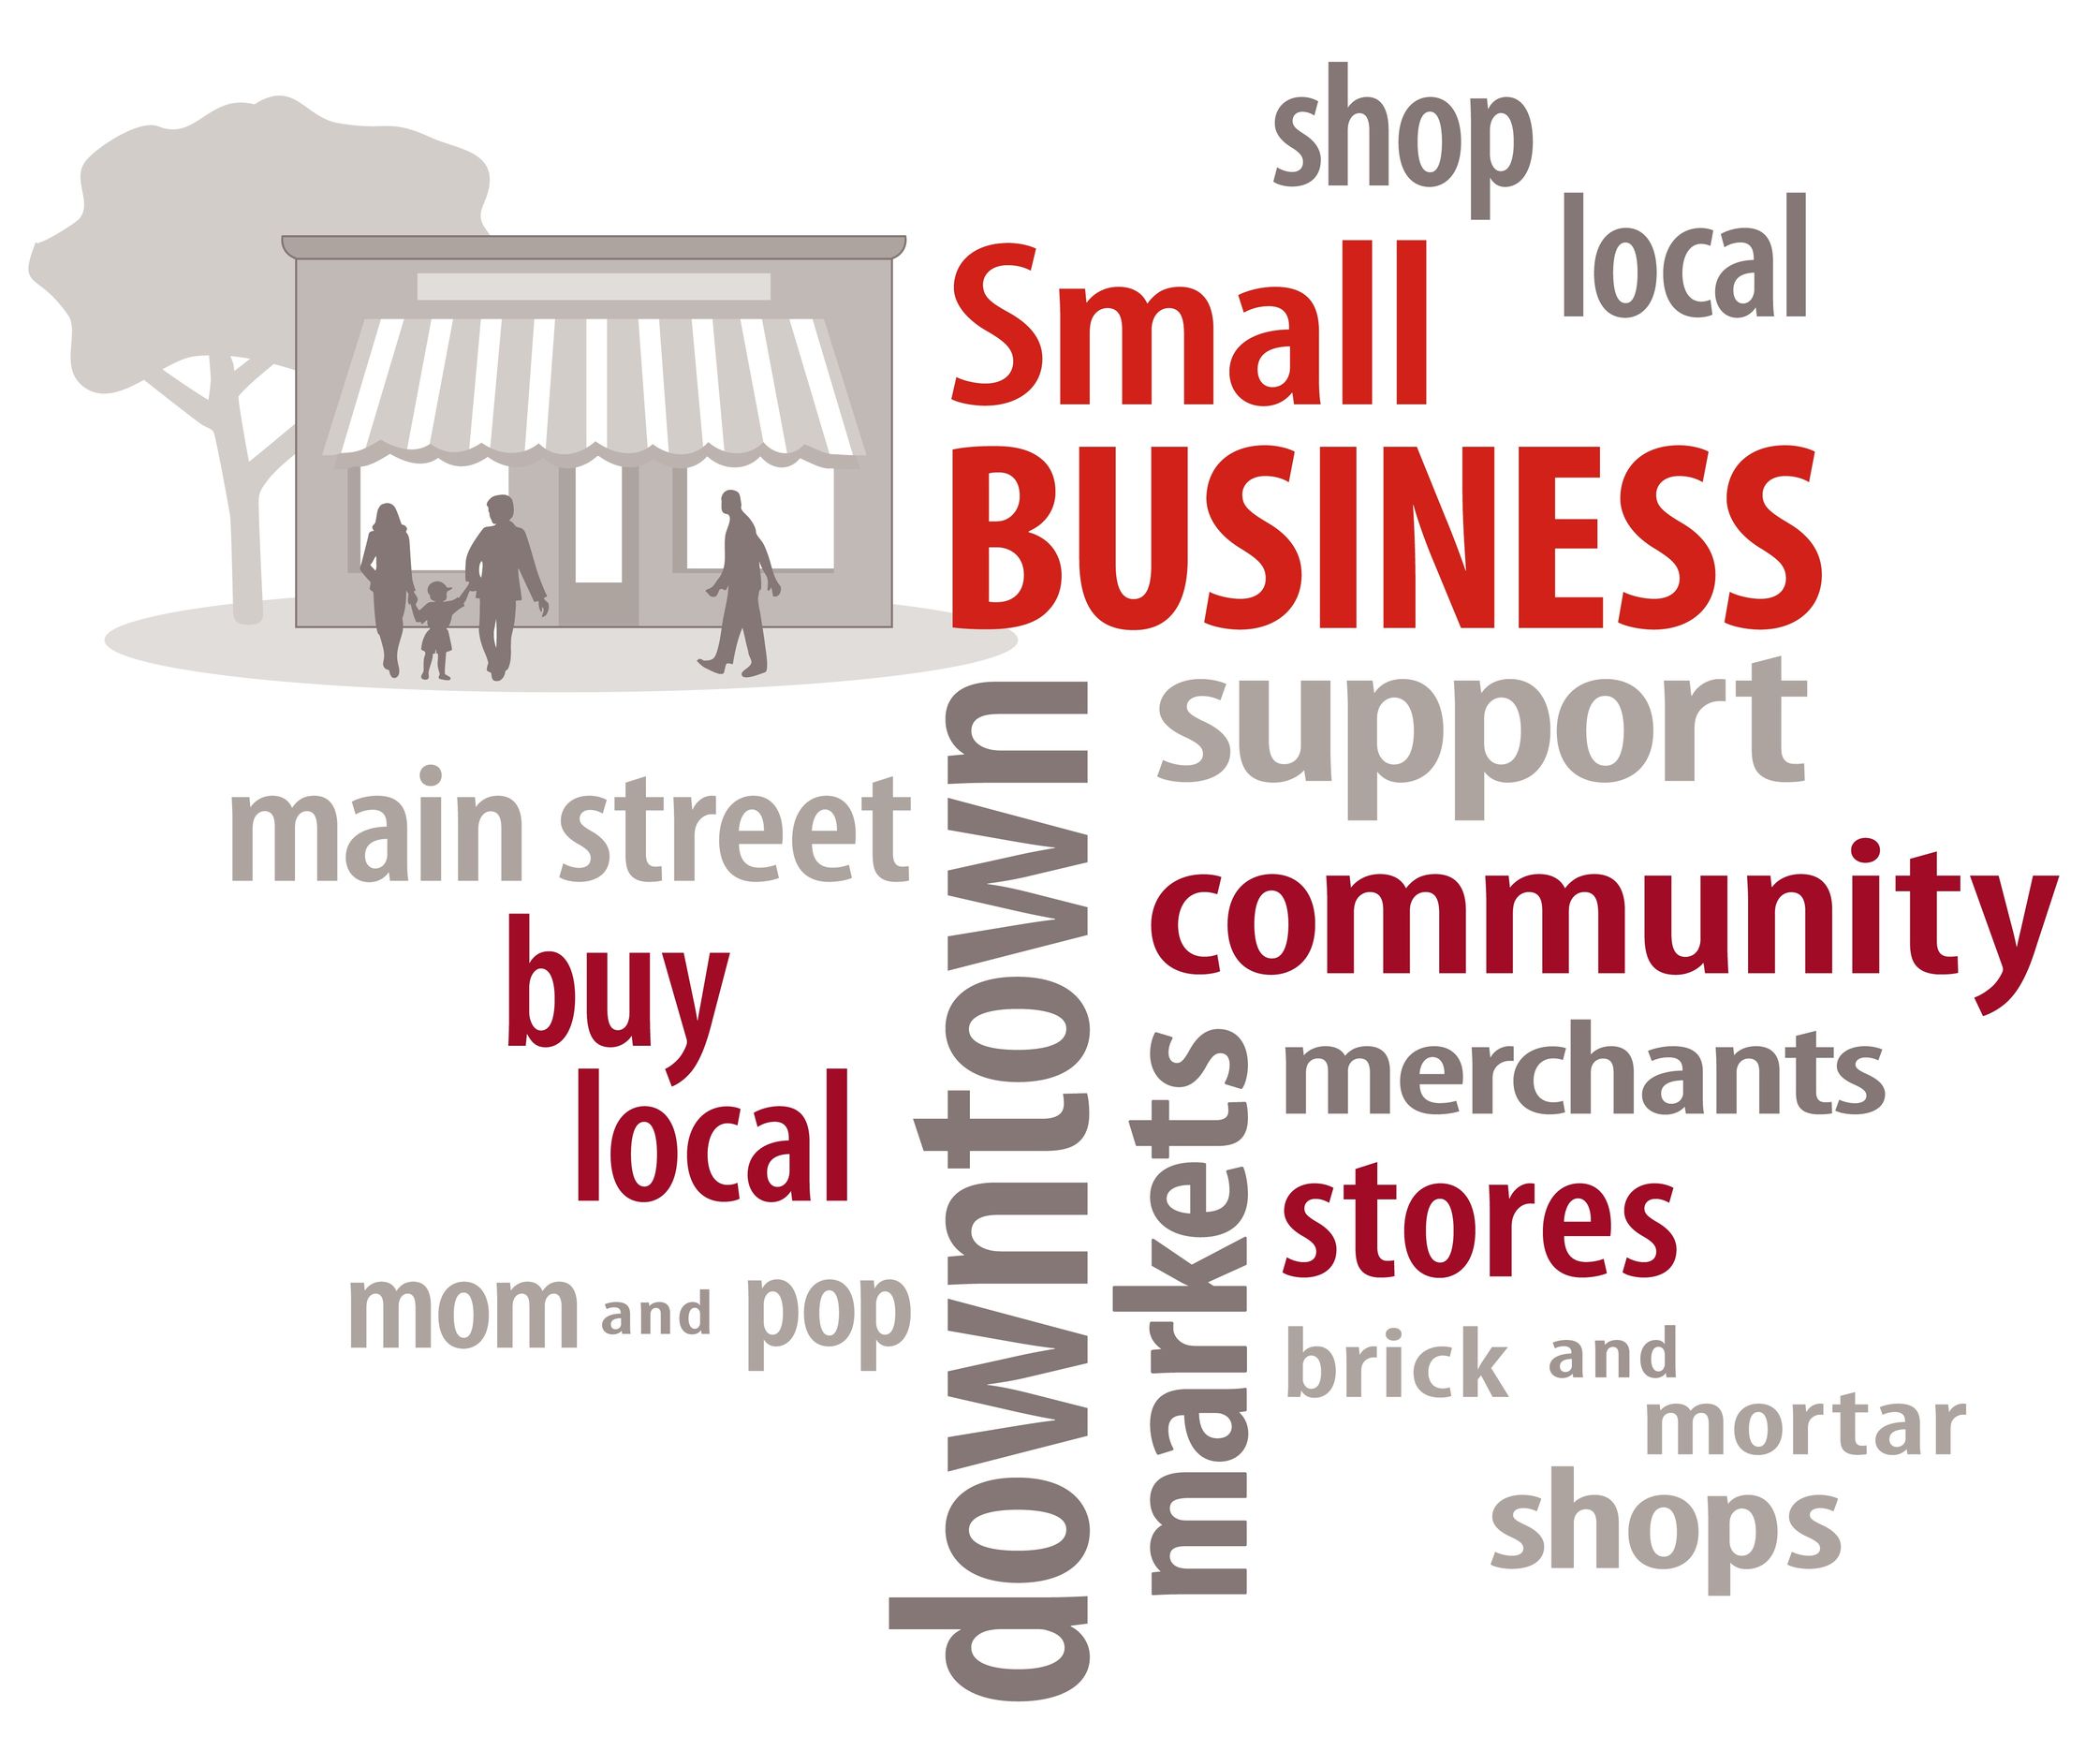 shop
local
Small
BUSINESS
support
main street
downtown
community
buy
local
markets
merchants
stores
mom and pop
brick and
mortar
shops